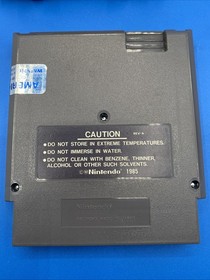 CAUTION
• DO NOT STORE IN EXTREME TEMPERATURES.
• DO NOT IMMERSE IN WATER.
• DO NOT CLEAN WITH BENZENE, THINNER,
ALCOHOL OR OTHER SUCH SOLVENTS.
©®Nintendo 1985